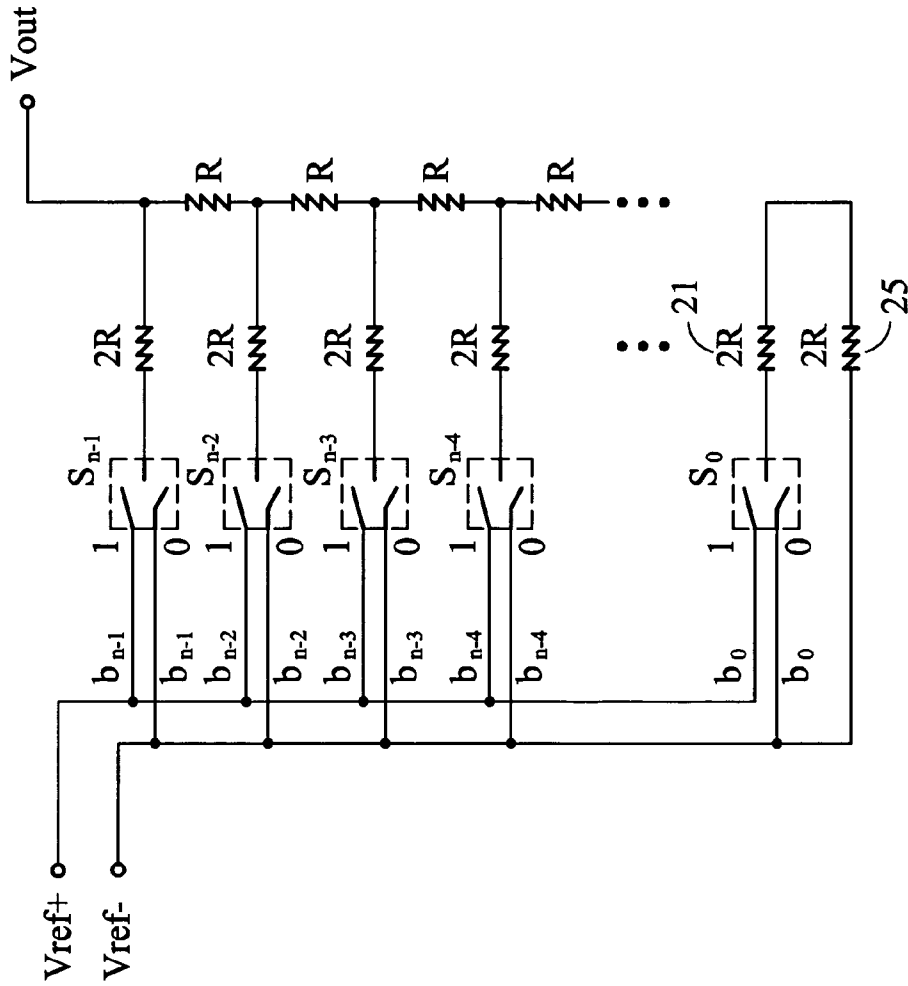 Vout
Vref+
Vref-
S_{n-1}
b_{n-1} 1 2R
b_{n-1} 0
R
S_{n-2}
b_{n-2} 1 2R
b_{n-2} 0
R
S_{n-3}
b_{n-3} 1 2R
b_{n-3} 0
R
S_{n-4}
b_{n-4} 1 2R
b_{n-4} 0
R
21
S_0
b_0 1 2R
b_0 0
2R
25